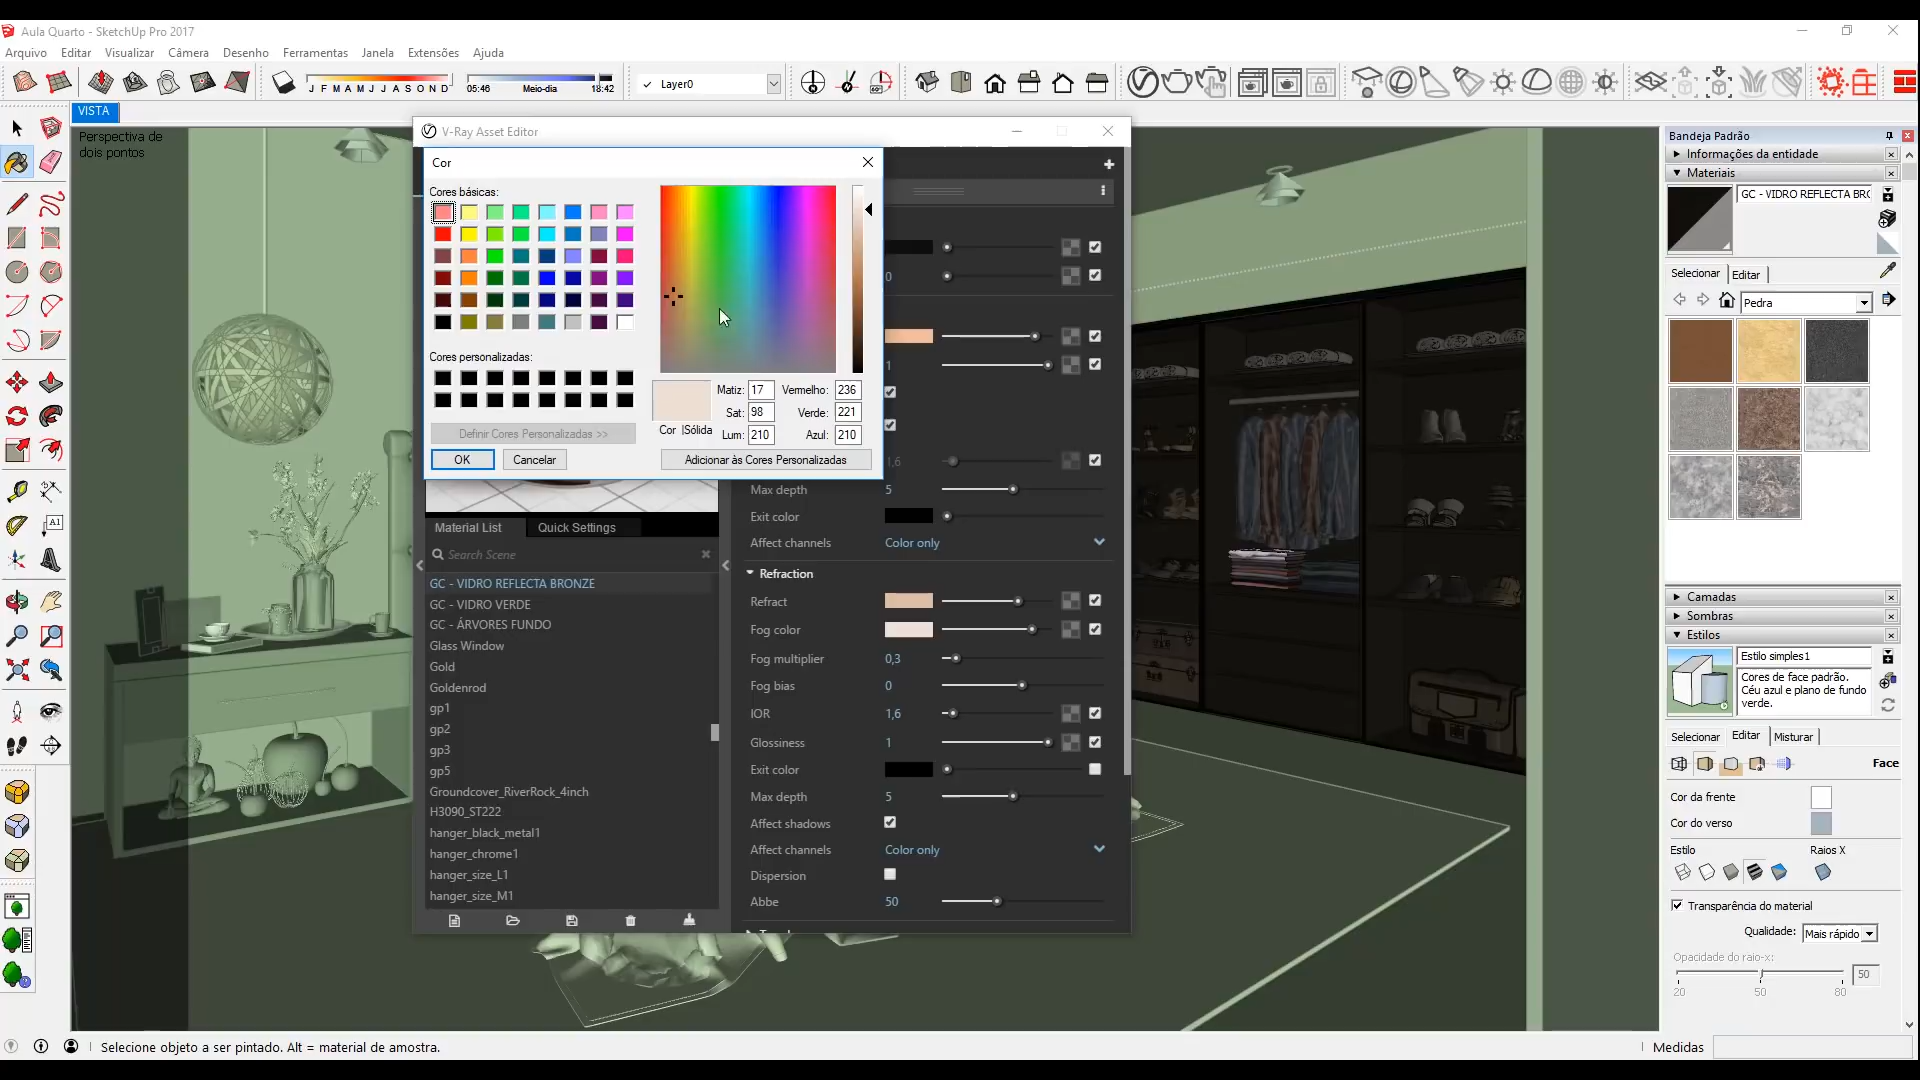 Aula Quarto - SketchUp Pro 2017
Arquivo Editar Visualizar Câmera Desenho Ferramentas Janela Extensões Ajuda
J F M A M J J A S O N D
05:46 Meio-dia 18:42
Layer0
VISTA
Perspectiva de
dois pontos
V-Ray Asset Editor
Cor
Cores básicas:
Cores personalizadas:
Definir Cores Personalizadas >>
OK
Cancelar
Cor |Sólida
Matiz: 17
Sat: 98
Lum: 210
Vermelho: 236
Verde: 221
Azul: 210
Adicionar às Cores Personalizadas
0
1
1,6
Max depth 5
Exit color
Affect channels Color only
Refraction
Refract
Fog color
Fog multiplier 0,3
Fog bias 0
IOR 1,6
Glossiness 1
Exit color
Max depth 5
Affect shadows
Affect channels Color only
Dispersion
Abbe 50
Material List Quick Settings
Search Scene
GC - VIDRO REFLECTA BRONZE
GC - VIDRO VERDE
GC - ÁRVORES FUNDO
Glass Window
Gold
Goldenrod
gp1
gp2
gp3
gp5
Groundcover_RiverRock_4inch
H3090_ST222
hanger_black_metal1
hanger_chrome1
hanger_size_L1
hanger_size_M1
Bandeja Padrão
Informações da entidade
Materiais
GC - VIDRO REFLECTA BR
Selecionar Editar
Pedra
Camadas
Sombras
Estilos
Estilo simples1
Cores de face padrão.
Céu azul e plano de fundo
verde.
Selecionar Editar Misturar
Face
Cor da frente
Cor do verso
Estilo Raios X
Transparência do material
Qualidade: Mais rápido
Opacidade do raio-x:
50
20 50 80
Selecione objeto a ser pintado. Alt = material de amostra.
Medidas